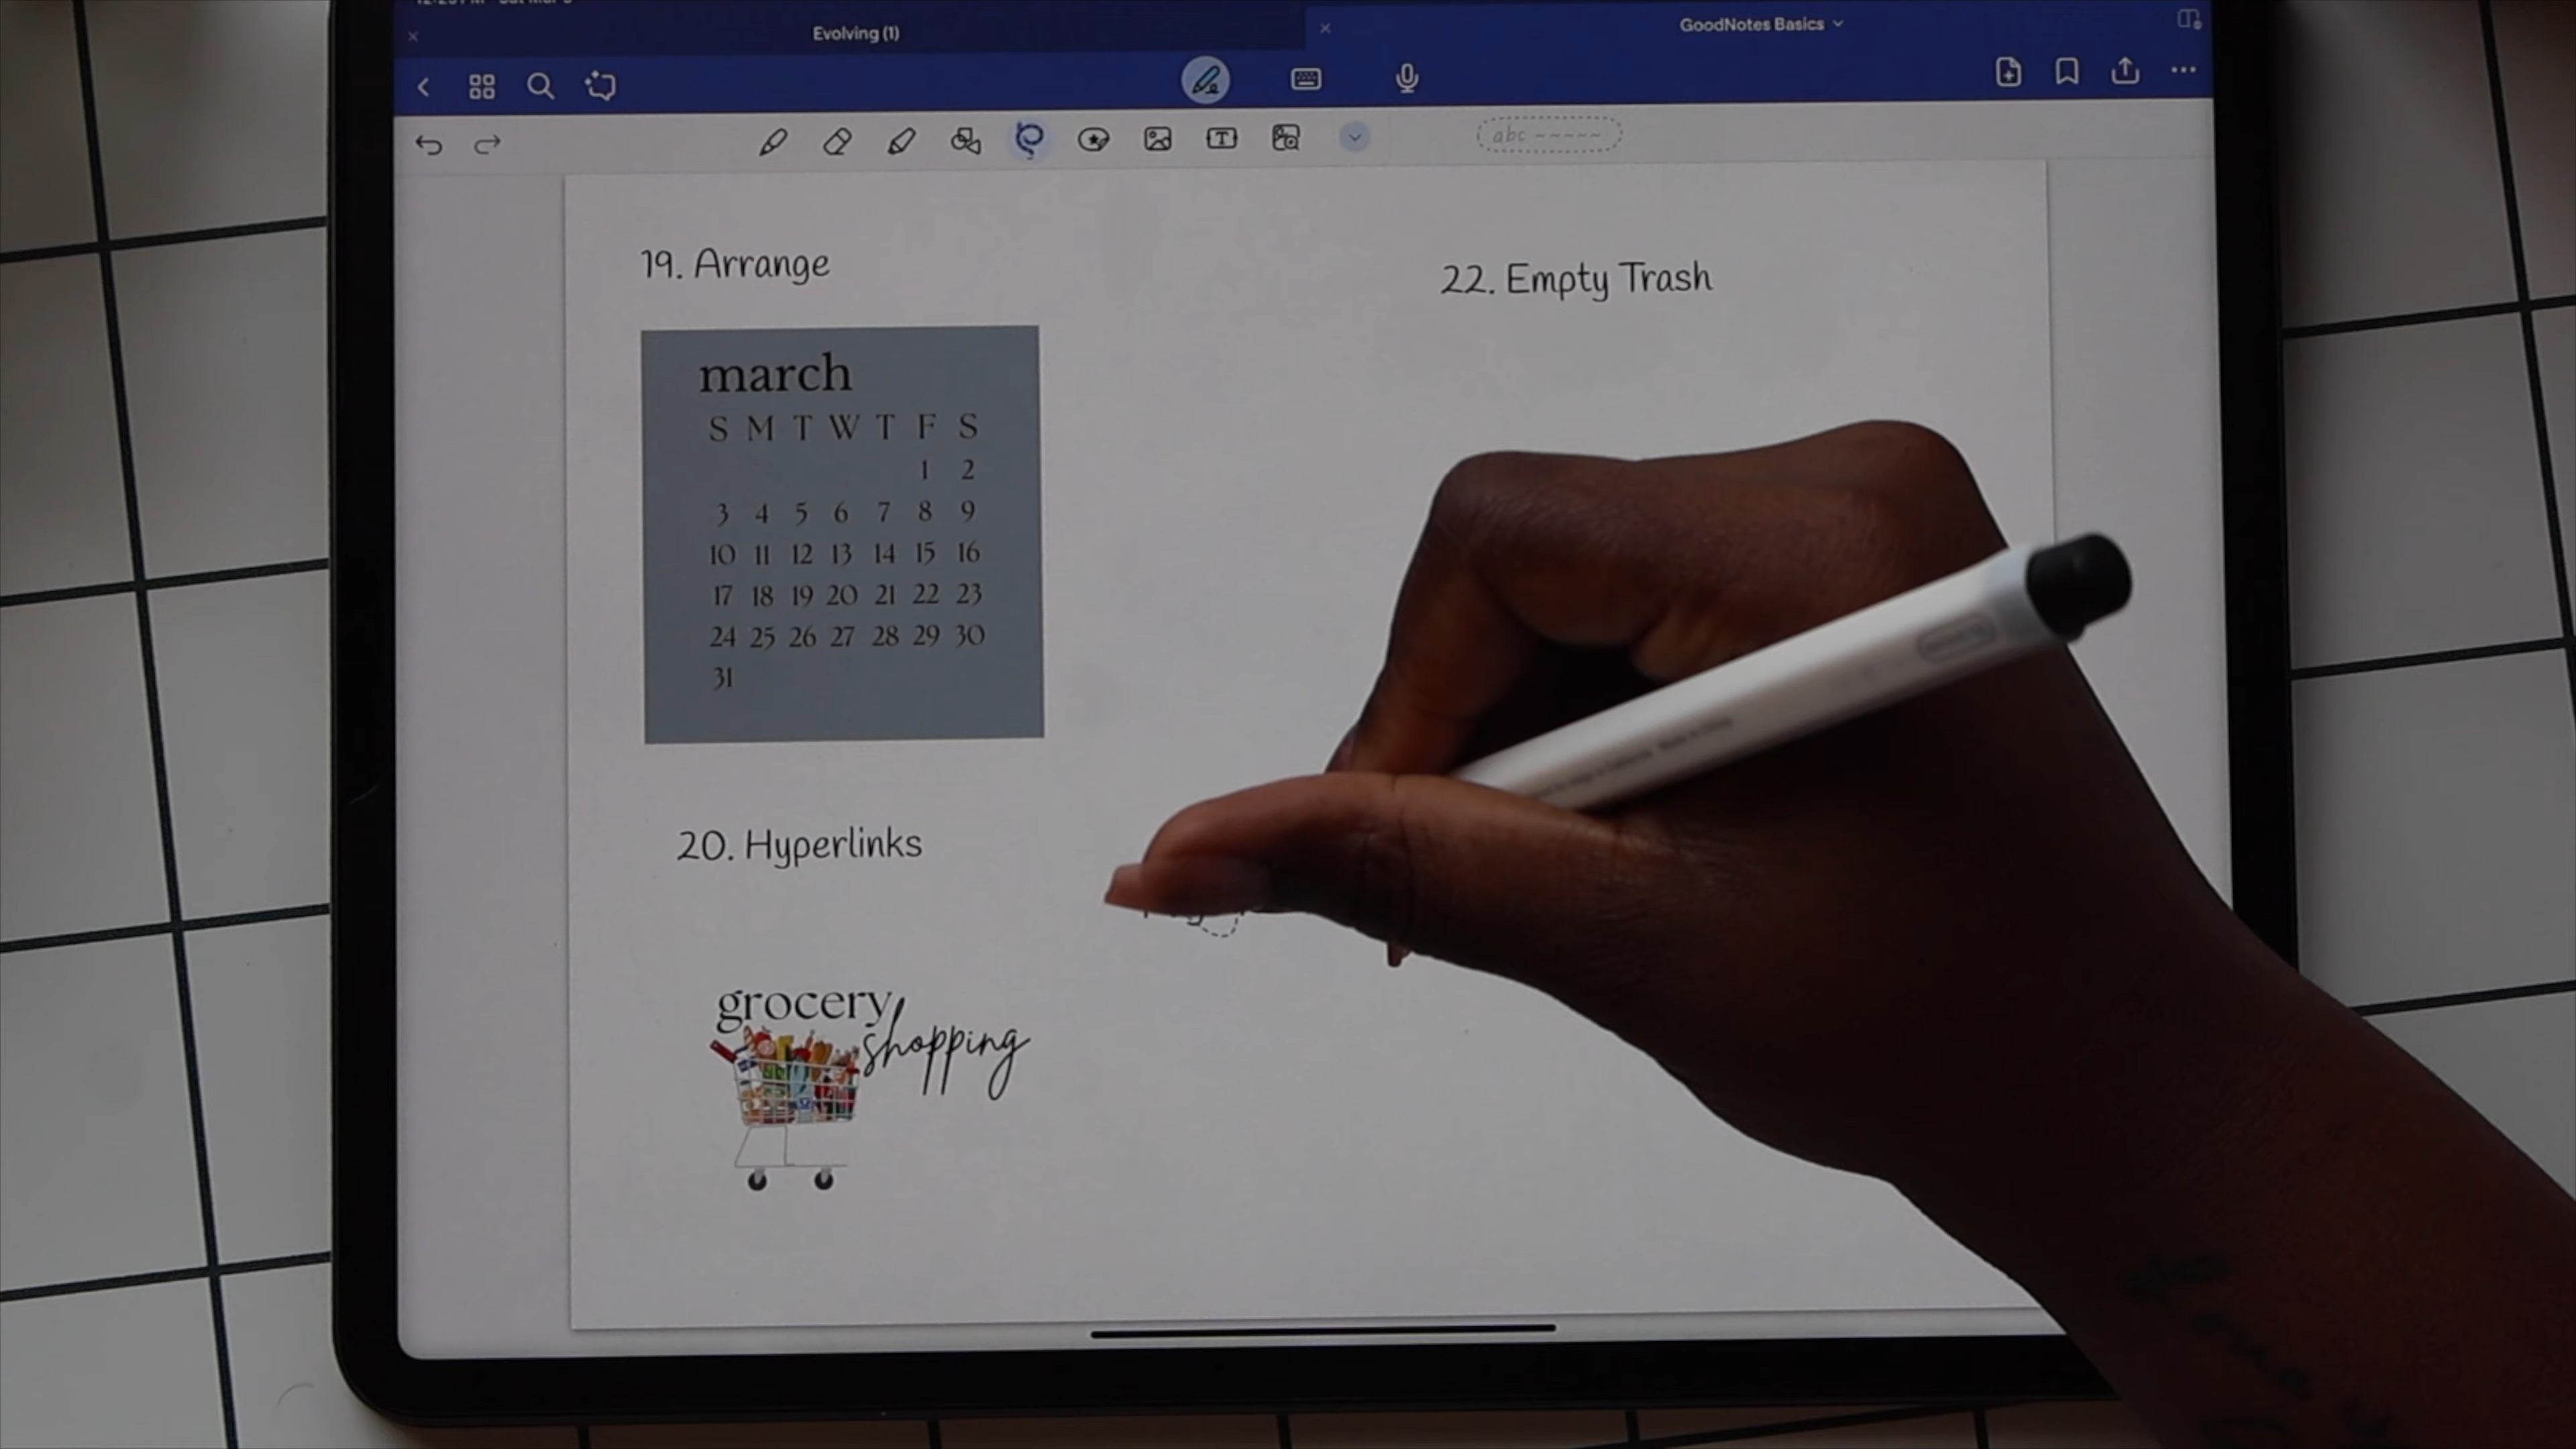 Evolving (1)
GoodNotes Basics
abc
19. Arrange
22. Empty Trash
march
S M T W T F S
1 2
3 4 5 6 7 8 9
10 11 12 13 14 15 16
17 18 19 20 21 22 23
24 25 26 27 28 29 30
31
20. Hyperlinks
grocery
shopping